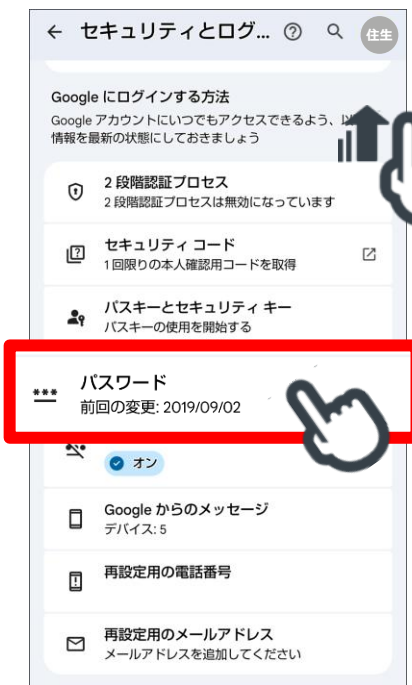 セキュリティとログ...
住生
Google にログインする方法
Google アカウントにいつでもアクセスできるよう、
情報を最新の状態にしておきましょう
2 段階認証プロセス
2 段階認証プロセスは無効になっています
セキュリティ コード
1 回限りの本人確認用コードを取得
パスキーとセキュリティ キー
パスキーの使用を開始する
パスワード
前回の変更: 2019/09/02
オン
Google からのメッセージ
デバイス: 5
再設定用の電話番号
再設定用のメールアドレス
メールアドレスを追加してください